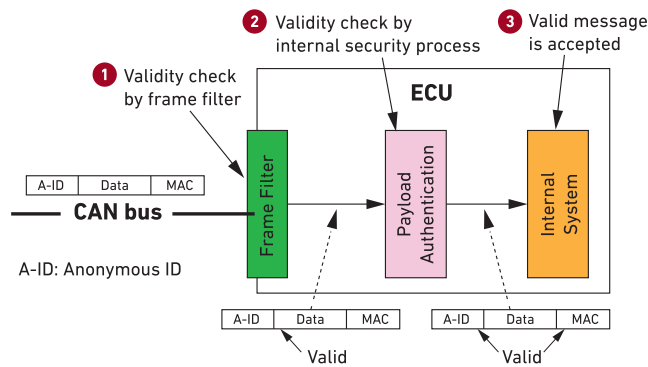 2 Validity check by
internal security process
3 Valid message
is accepted
1 Validity check
by frame filter
ECU
Frame Filter
Payload
Authentication
Internal
System
A-ID Data MAC
CAN bus
A-ID: Anonymous ID
A-ID Data MAC
Valid
A-ID Data MAC
Valid